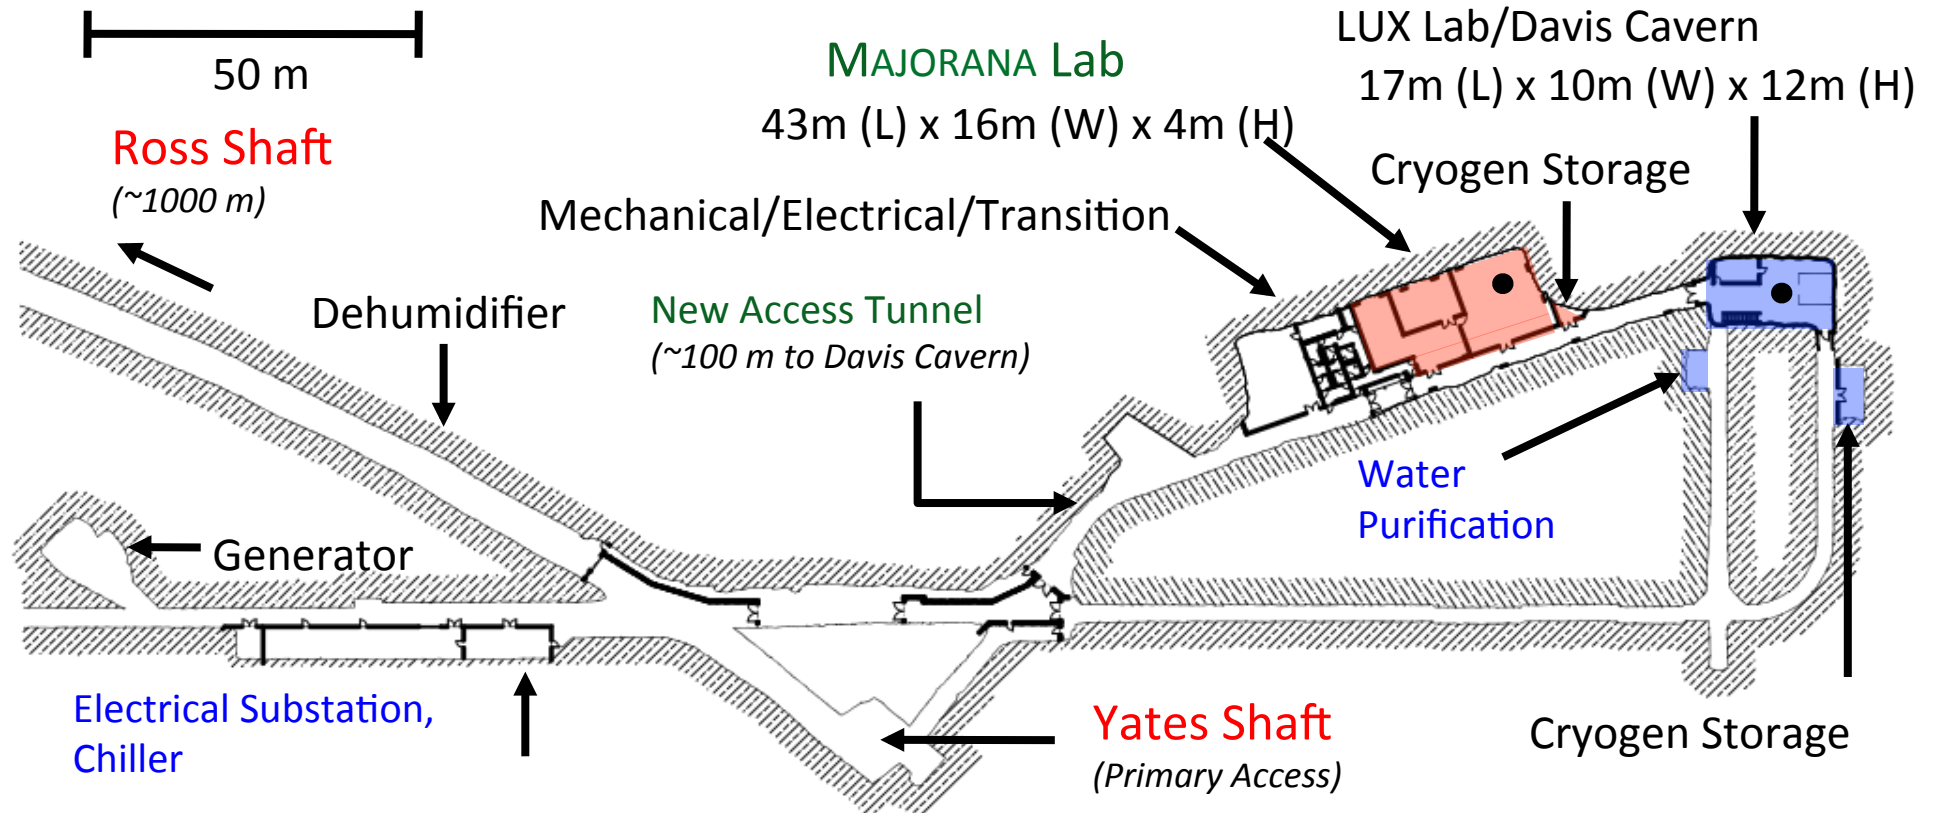 50 m
Ross Shaft
(~1000 m)
MAJORANA Lab
43m (L) x 16m (W) x 4m (H)
LUX Lab/Davis Cavern
17m (L) x 10m (W) x 12m (H)
Cryogen Storage
Mechanical/Electrical/Transition
Dehumidifier
New Access Tunnel
(~100 m to Davis Cavern)
Water
Purification
Generator
Electrical Substation,
Chiller
Yates Shaft
(Primary Access)
Cryogen Storage